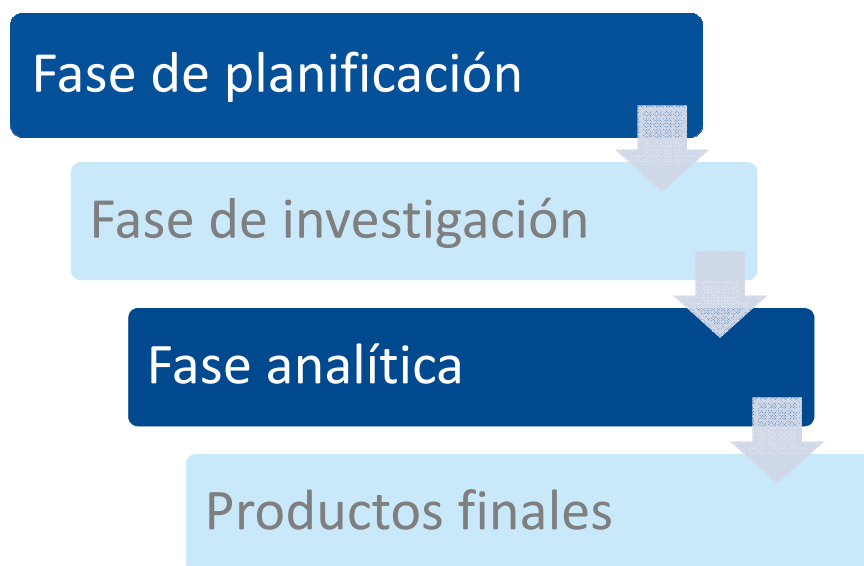 Fase de planificación
Fase de investigación
Fase analítica
Productos finales